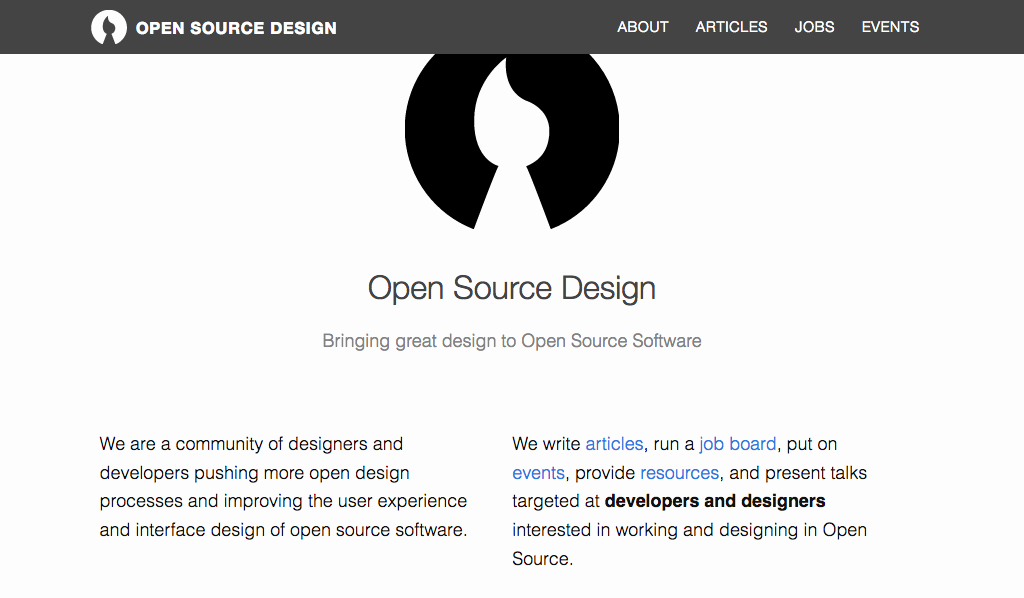 OPEN SOURCE DESIGN
ABOUT ARTICLES JOBS EVENTS
Open Source Design
Bringing great design to Open Source Software
We are a community of designers and
developers pushing more open design
processes and improving the user experience
and interface design of open source software.
We write articles, run a job board, put on
events, provide resources, and present talks
targeted at developers and designers
interested in working and designing in Open
Source.